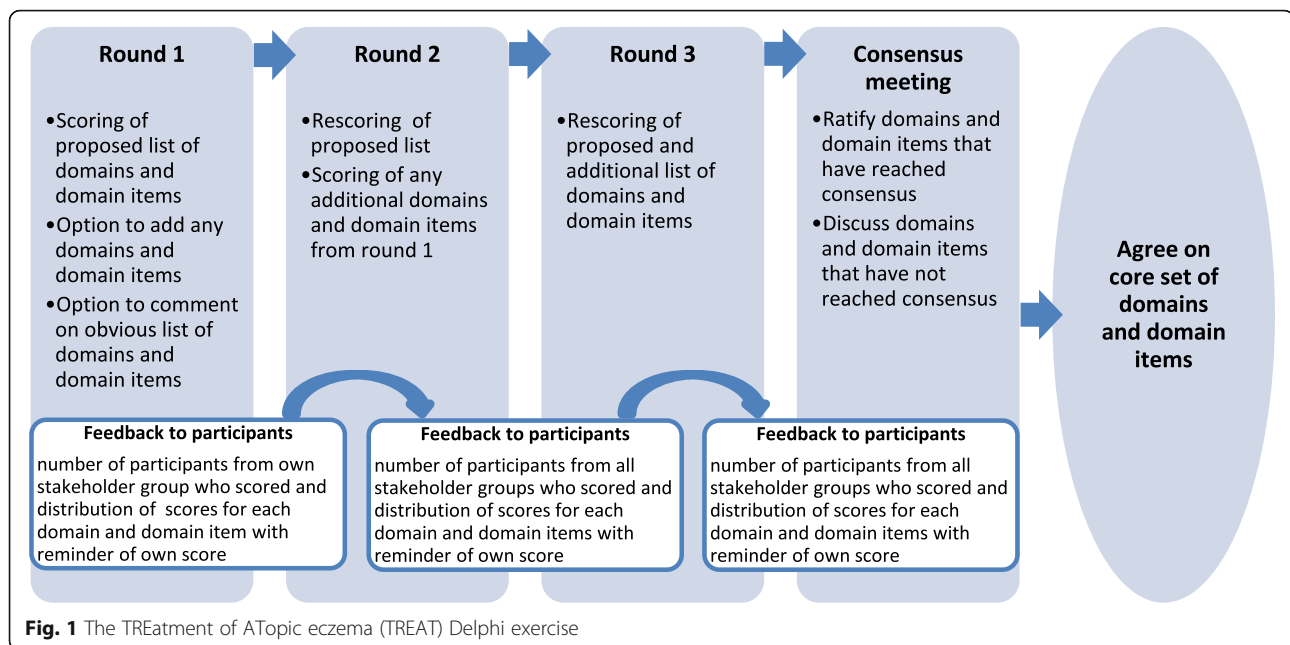 Round 1
•Scoring of
proposed list of
domains and
domain items
•Option to add any
domains and
domain items
•Option to comment
on obvious list of
domains and
domain items
Round 2
•Rescoring of
proposed list
•Scoring of any
additional domains
and domain items
from round 1
Round 3
•Rescoring of
proposed and
additional list of
domains and
domain items
Consensus
meeting
•Ratify domains and
domain items that
have reached
consensus
•Discuss domains
and domain items
that have not
reached consensus
Agree on
core set of
domains
and domain
items
Feedback to participants
number of participants from own
stakeholder group who scored and
distribution of scores for each
domain and domain item with
reminder of own score
Feedback to participants
number of participants from all
stakeholder groups who scored and
distribution of scores for each
domain and domain items with
reminder of own score
Feedback to participants
number of participants from all
stakeholder groups who scored and
distribution of scores for each
domain and domain items with
reminder of own score
Fig. 1 The TREatment of ATopic eczema (TREAT) Delphi exercise